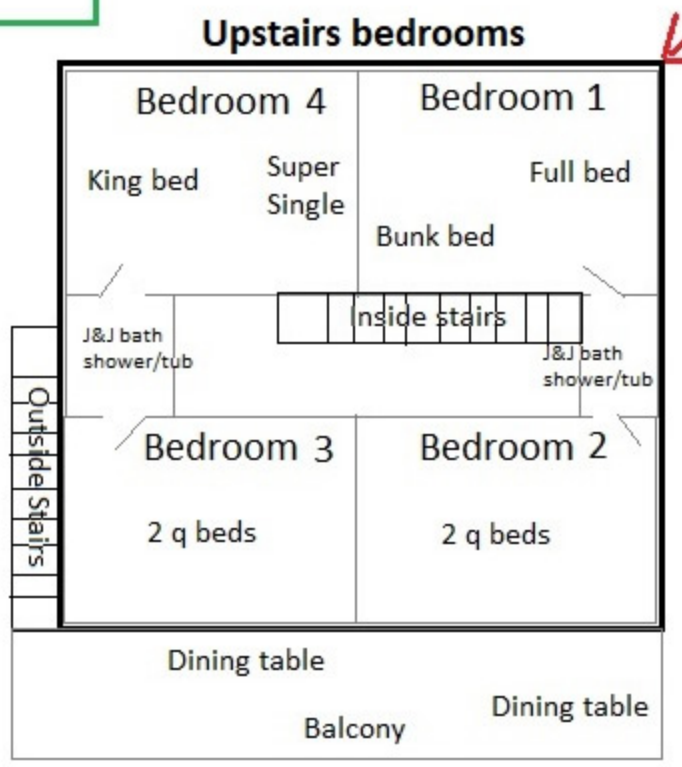 Upstairs bedrooms
Bedroom 4
Bedroom 1
King bed
Super
Single
Full bed
Bunk bed
Inside stairs
J&J bath
shower/tub
J&J bath
shower/tub
Outside Stairs
Bedroom 3
Bedroom 2
2 q beds
2 q beds
Dining table
Dining table
Balcony